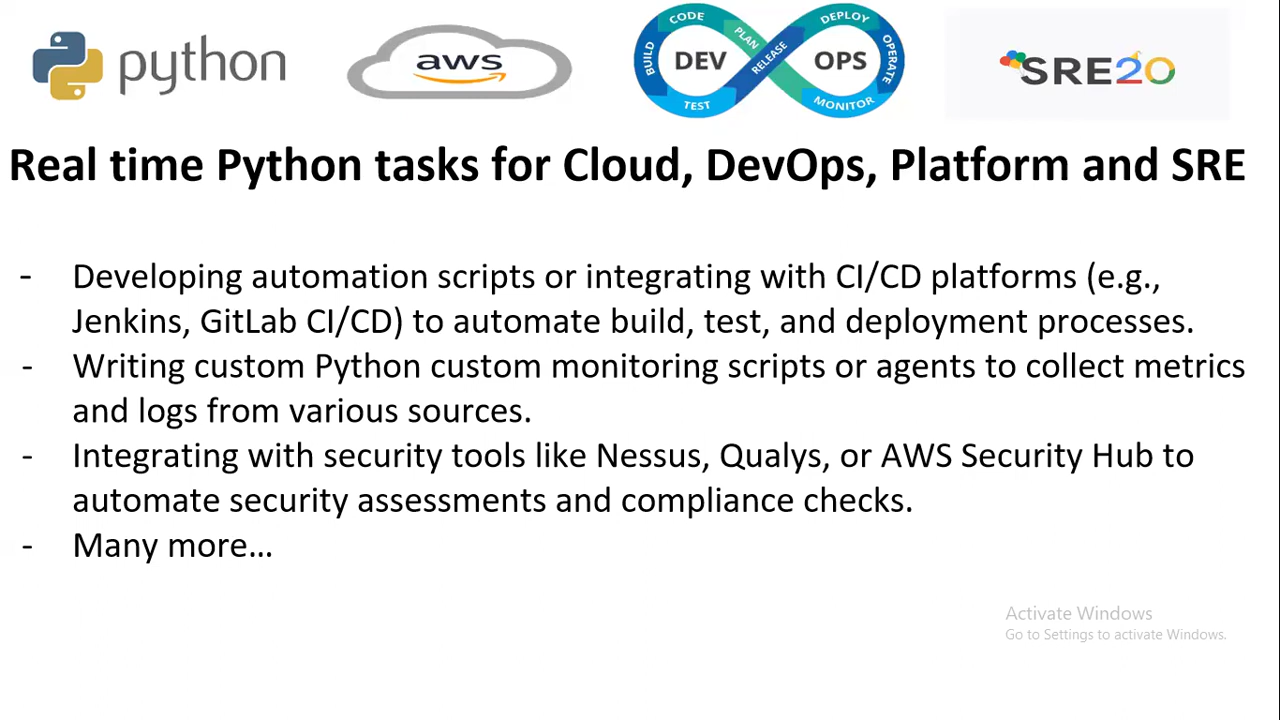 python
aws
CODE
DEPLOY
PLAN
BUILD
DEV
RELEASE
OPS
OPERATE
TEST
MONITOR
SRE20
Real time Python tasks for Cloud, DevOps, Platform and SRE
- Developing automation scripts or integrating with CI/CD platforms (e.g.,
Jenkins, GitLab CI/CD) to automate build, test, and deployment processes.
- Writing custom Python custom monitoring scripts or agents to collect metrics
and logs from various sources.
- Integrating with security tools like Nessus, Qualys, or AWS Security Hub to
automate security assessments and compliance checks.
- Many more...
Activate Windows
Go to Settings to activate Windows.